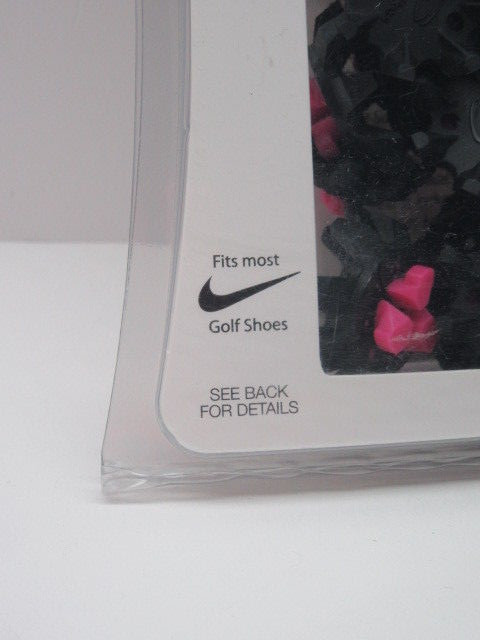 Fits most
Golf Shoes
SEE BACK
FOR DETAILS